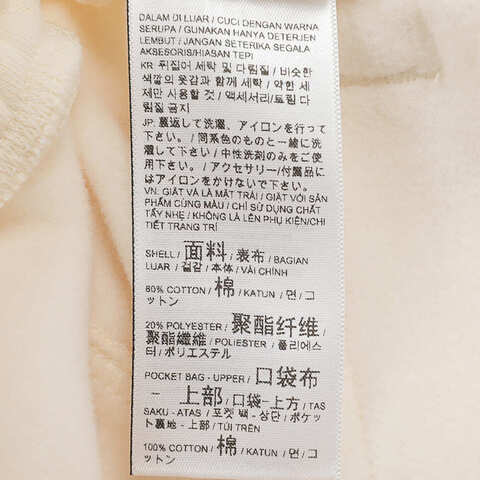 DALAM DI LUAR / CUCI DENGAN WARNA
SERUPA / GUNAKAN HANYA DETERJEN
LEMBUT / JANGAN SETERIKA SEGALA
AKSESORIS/HIASAN TEPI
KR: 뒤집어 세탁 및 다림질 / 비슷한
색깔의 옷감과 함께 세탁 / 약한 세
제만 사용할 것 / 액세서리/트림 다
림질 금지
JP: 裏返して洗濯、アイロンを行って
下さい。/ 同系色のものと一緒に洗
濯して下さい / 中性洗剤のみをご使
用下さい。/ アクセサリー/付属品に
はアイロンをかけないで下さい。
VN: GIẶT VÀ LÀ MẶT TRÁI / GIẶT VỚI SẢN
PHẨM CÙNG MÀU / CHỈ SỬ DỤNG CHẤT
TẨY NHẸ / KHÔNG LÀ LÊN PHỤ KIỆN/CHI
TIẾT TRANG TRÍ
SHELL / 面料 / 表布 / BAGIAN
LUAR / 겉감 / 本体 / VẢI CHÍNH
80% COTTON / 棉 / KATUN / 면 / コ
ットン
20% POLYESTER / 聚酯纤维 /
聚酯纖維 / POLIESTER / 폴리에스
터 / ポリエステル
POCKET BAG - UPPER / 口袋布
- 上部 / 口袋 - 上方 / TAS
SAKU - ATAS / 포켓 백 - 상단 / ポケッ
ト裏地 - 上部 / TÚI TRÊN
100% COTTON / 棉 / KATUN / 면 / コ
ットン